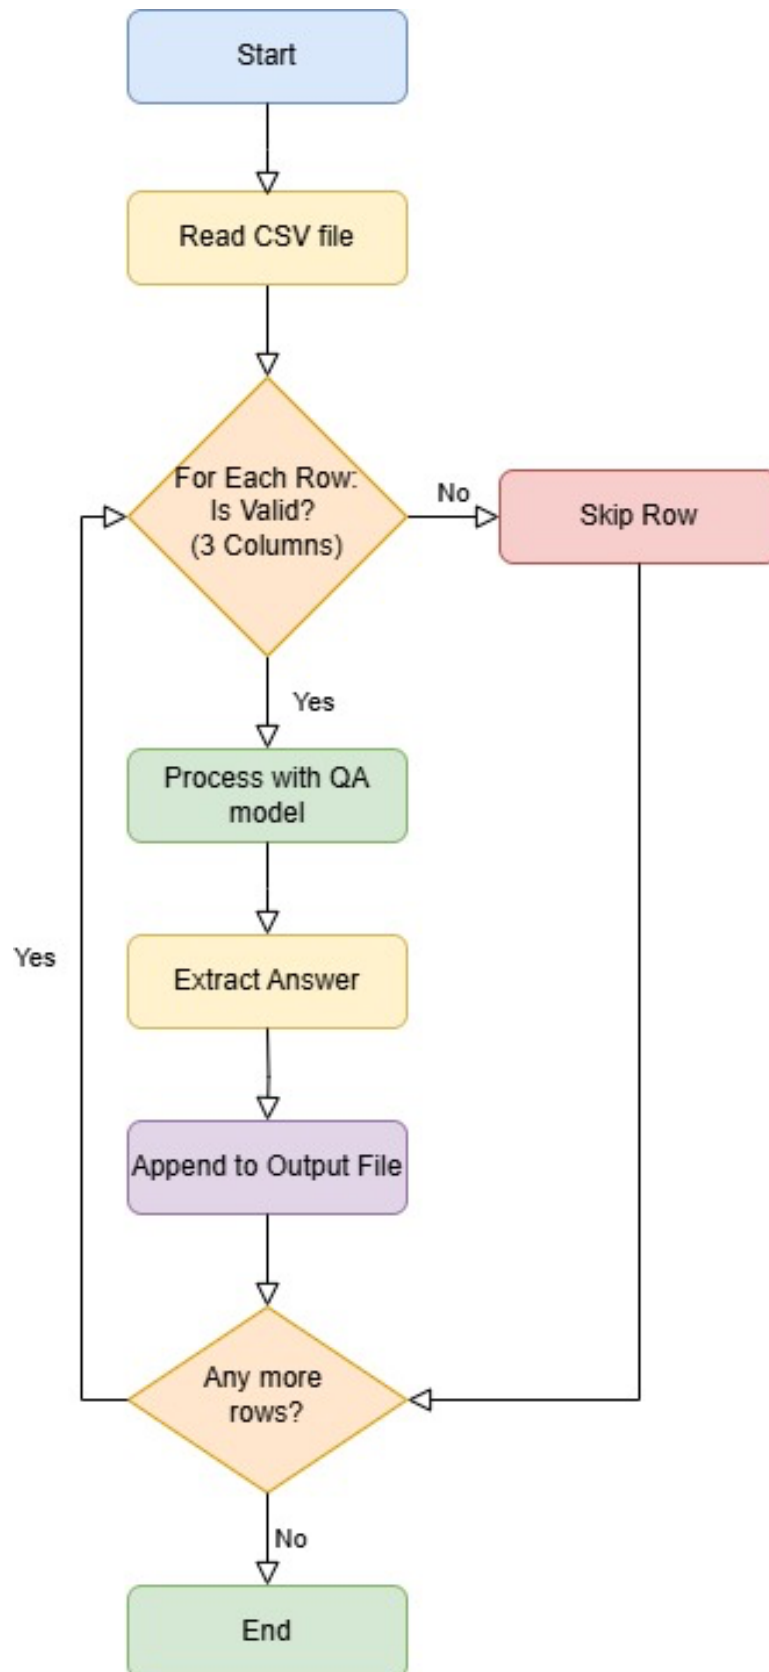 Start
Read CSV file
For Each Row:
Is Valid?
(3 Columns)
No
Skip Row
Yes
Process with QA
model
Yes
Extract Answer
Append to Output File
Any more
rows?
No
End